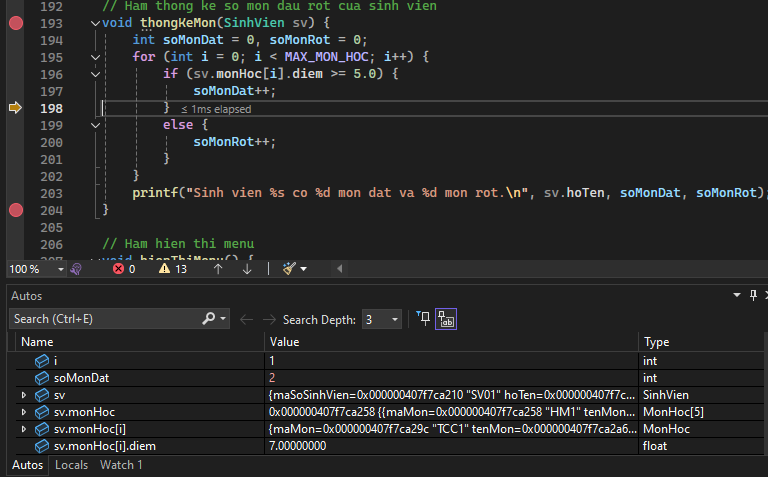 192 // Ham thong ke so mon dau rot cua sinh vien
193 void thongKeMon(SinhVien sv) {
194 int soMonDat = 0, soMonRot = 0;
195 for (int i = 0; i < MAX_MON_HOC; i++) {
196 if (sv.monHoc[i].diem >= 5.0) {
197 soMonDat++;
198 } ≤ 1ms elapsed
199 else {
200 soMonRot++;
201 }
202 }
203 printf("Sinh vien %s co %d mon dat va %d mon rot.\n", sv.hoTen, soMonDat, soMonRot);
204 }
205
206 // Ham hien thi menu
207 void hienThiMenu() {
100 % 0 13
Autos
Search (Ctrl+E) Search Depth: 3
Name Value Type
i 1 int
soMonDat 2 int
sv {maSoSinhVien=0x000000407f7ca210 "SV01" hoTen=0x000000407f7c... SinhVien
sv.monHoc 0x000000407f7ca258 {{maMon=0x000000407f7ca258 "HM1" tenMon... MonHoc[5]
sv.monHoc[i] {maMon=0x000000407f7ca29c "TCC1" tenMon=0x000000407f7ca2a6... MonHoc
sv.monHoc[i].diem 7.00000000 float
Autos Locals Watch 1